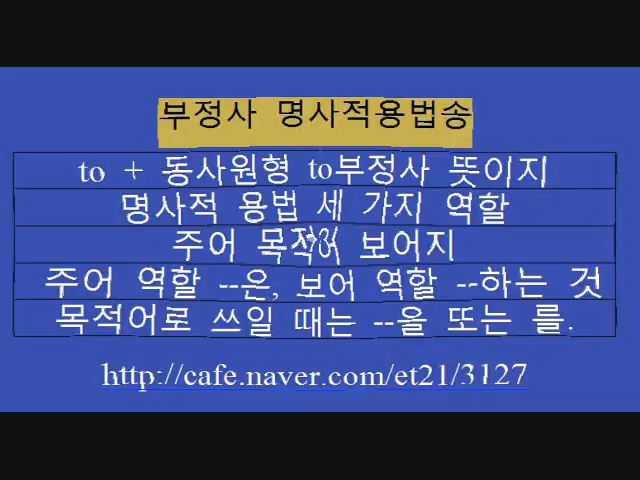 부정사 명사적용법송
to + 동사원형 to부정사 뜻이지
명사적 용법 세 가지 역할
주어 목적어 보어지
주어 역할 --은, 보어 역할 --하는 것
목적어로 쓰일 때는 --을 또는 를.
http://cafe.naver.com/et21/3127